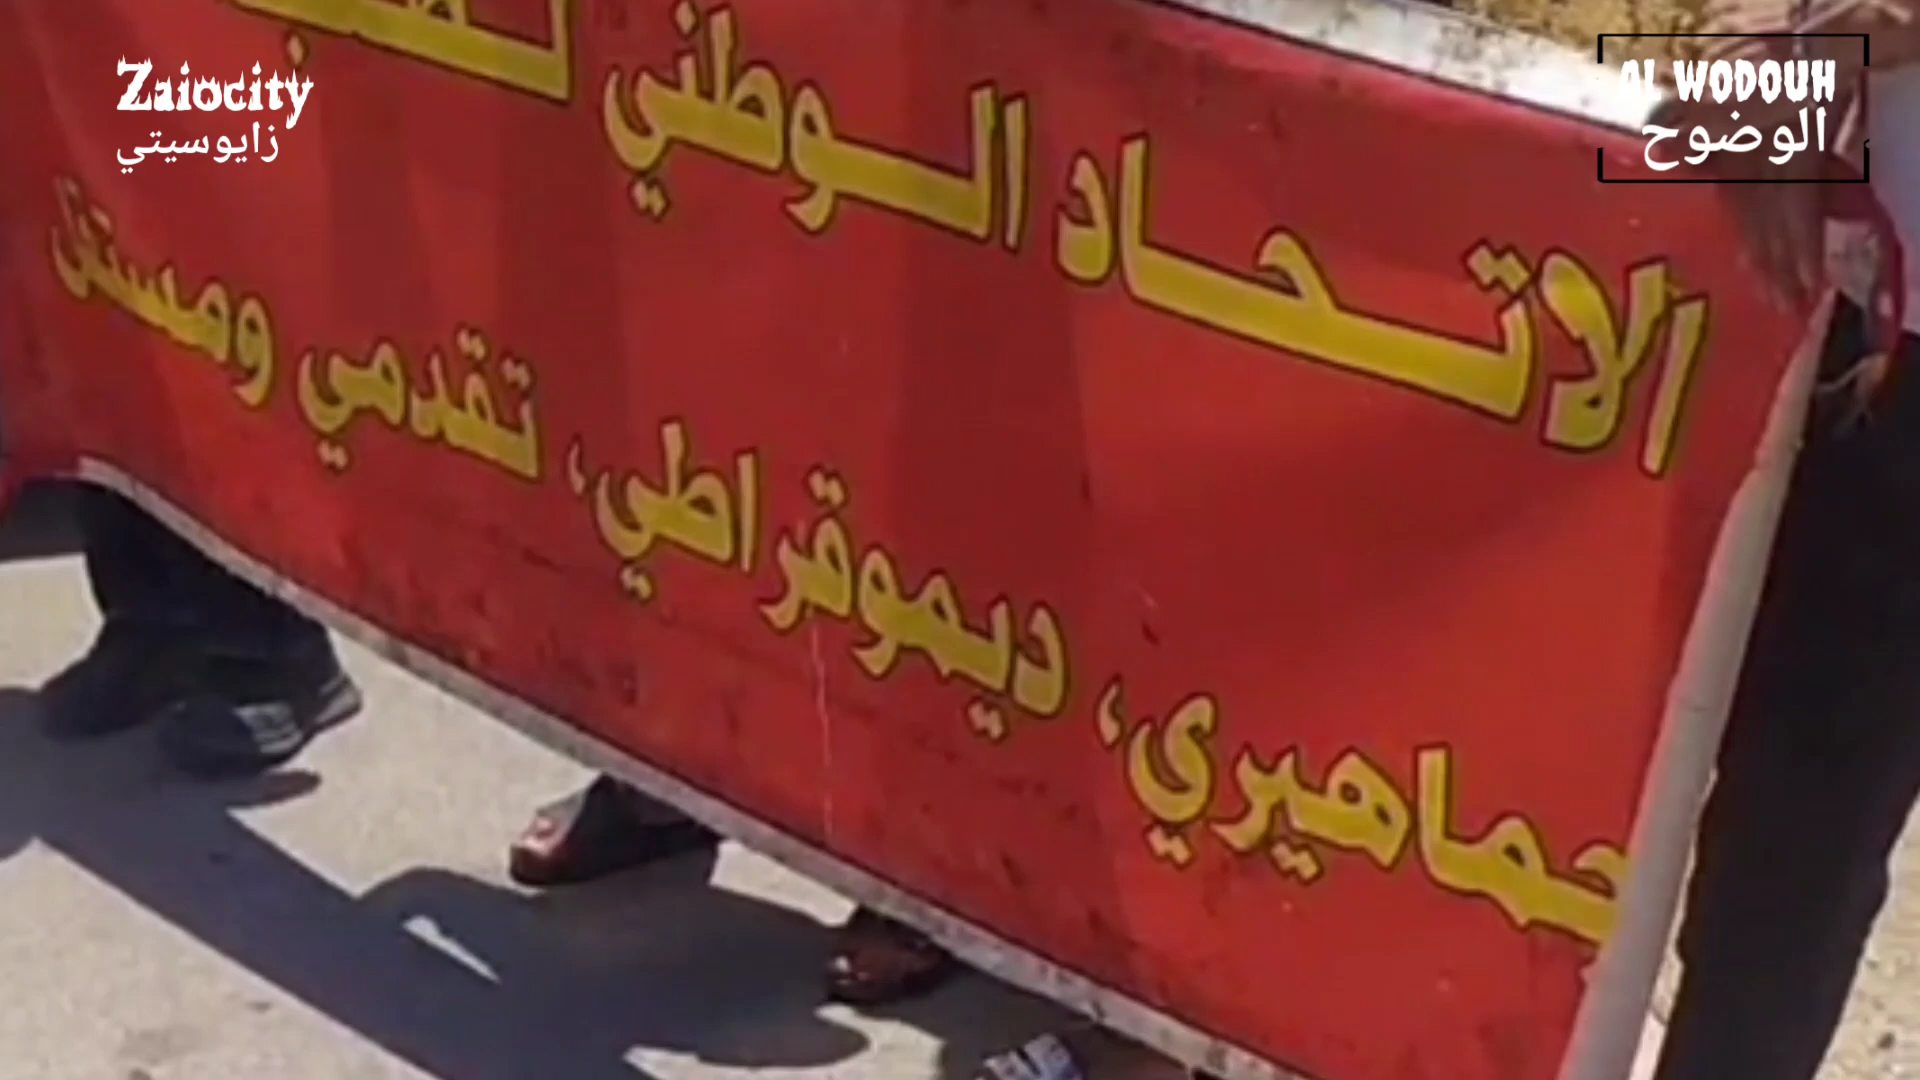 Zaiocity
زايوسيتي
AL WODOUH
الوضوح
الاتحاد الوطني
جماهيري، ديموقراطي، تقدمي